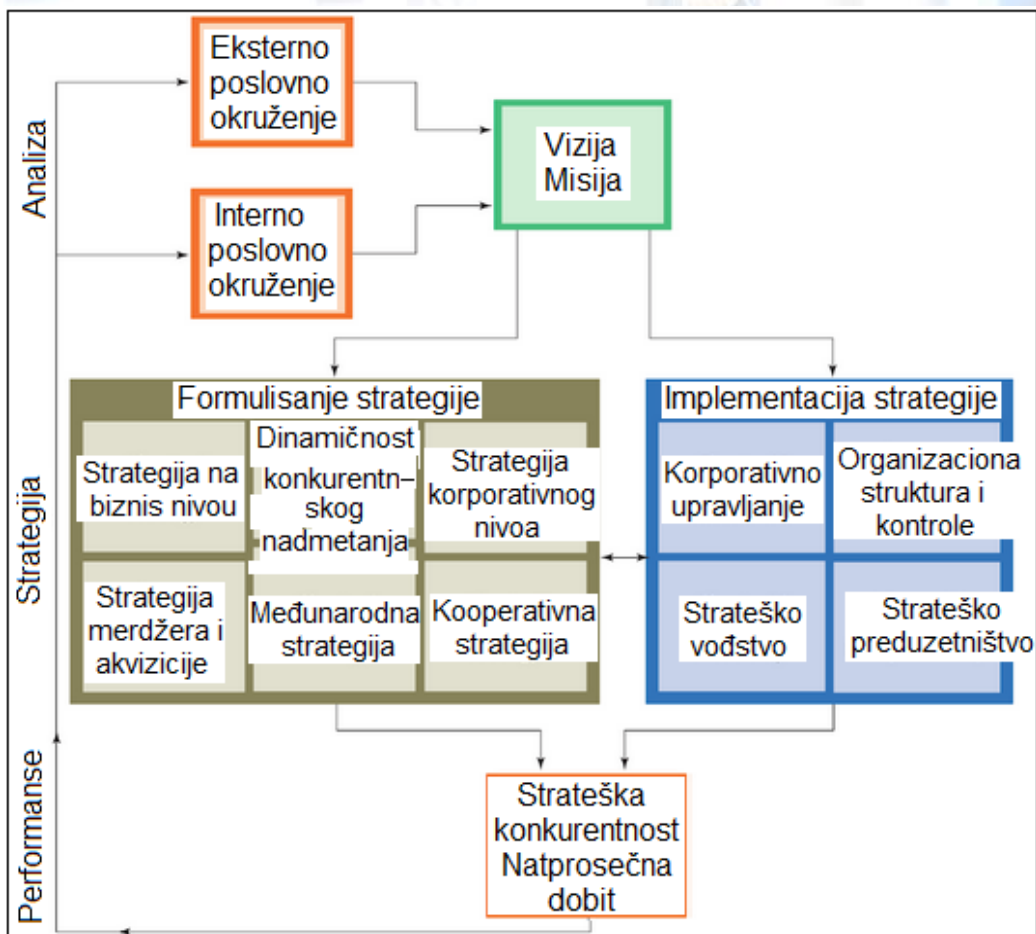 Analiza
Eksterno
poslovno
okruženje
Interno
poslovno
okruženje
Vizija
Misija
Strategija
Formulisanje strategije
Strategija na
biznis nivou
Dinamičnost
konkurentn–
skog
nadmetanja
Strategija
korporativnog
nivoa
Strategija
merdžera i
akvizicije
Međunarodna
strategija
Kooperativna
strategija
Implementacija strategije
Korporativno
upravljanje
Organizaciona
struktura i
kontrole
Strateško
vođstvo
Strateško
preduzetništvo
Performanse
Strateška
konkurentnost
Natprosečna
dobit